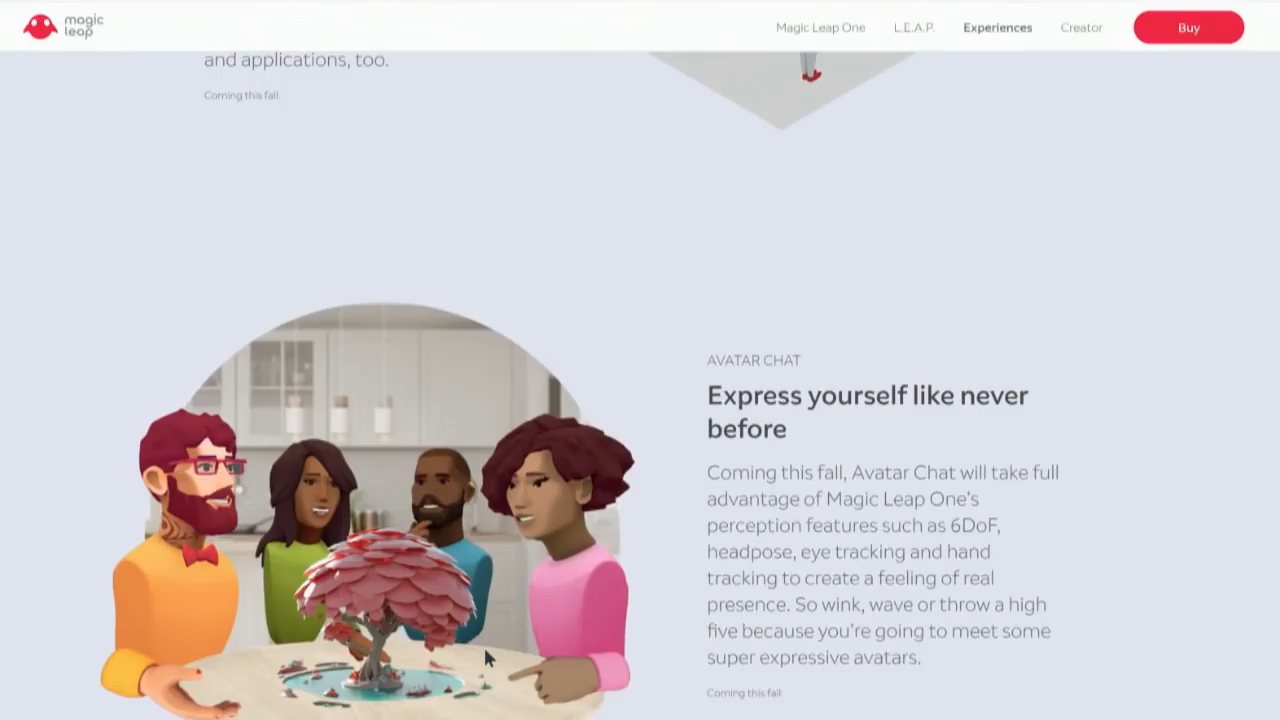 magic
leap
Magic Leap One
L.E.A.P.
Experiences
Creator
Buy
and applications, too.
Coming this fall.
AVATAR CHAT
Express yourself like never
before
Coming this fall, Avatar Chat will take full
advantage of Magic Leap One's
perception features such as 6DoF,
headpose, eye tracking and hand
tracking to create a feeling of real
presence. So wink, wave or throw a high
five because you're going to meet some
super expressive avatars.
Coming this fall